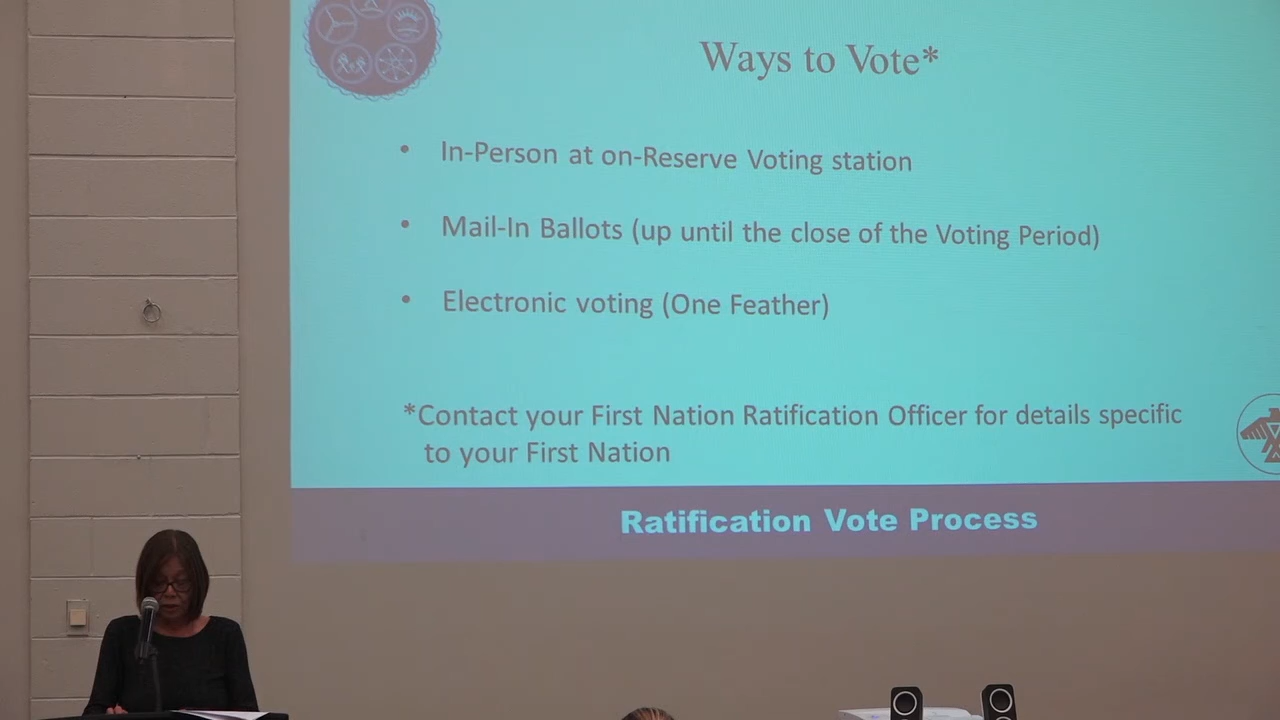 Ways to Vote*
• In-Person at on-Reserve Voting station
• Mail-In Ballots (up until the close of the Voting Period)
• Electronic voting (One Feather)
*Contact your First Nation Ratification Officer for details specific
to your First Nation
Ratification Vote Process